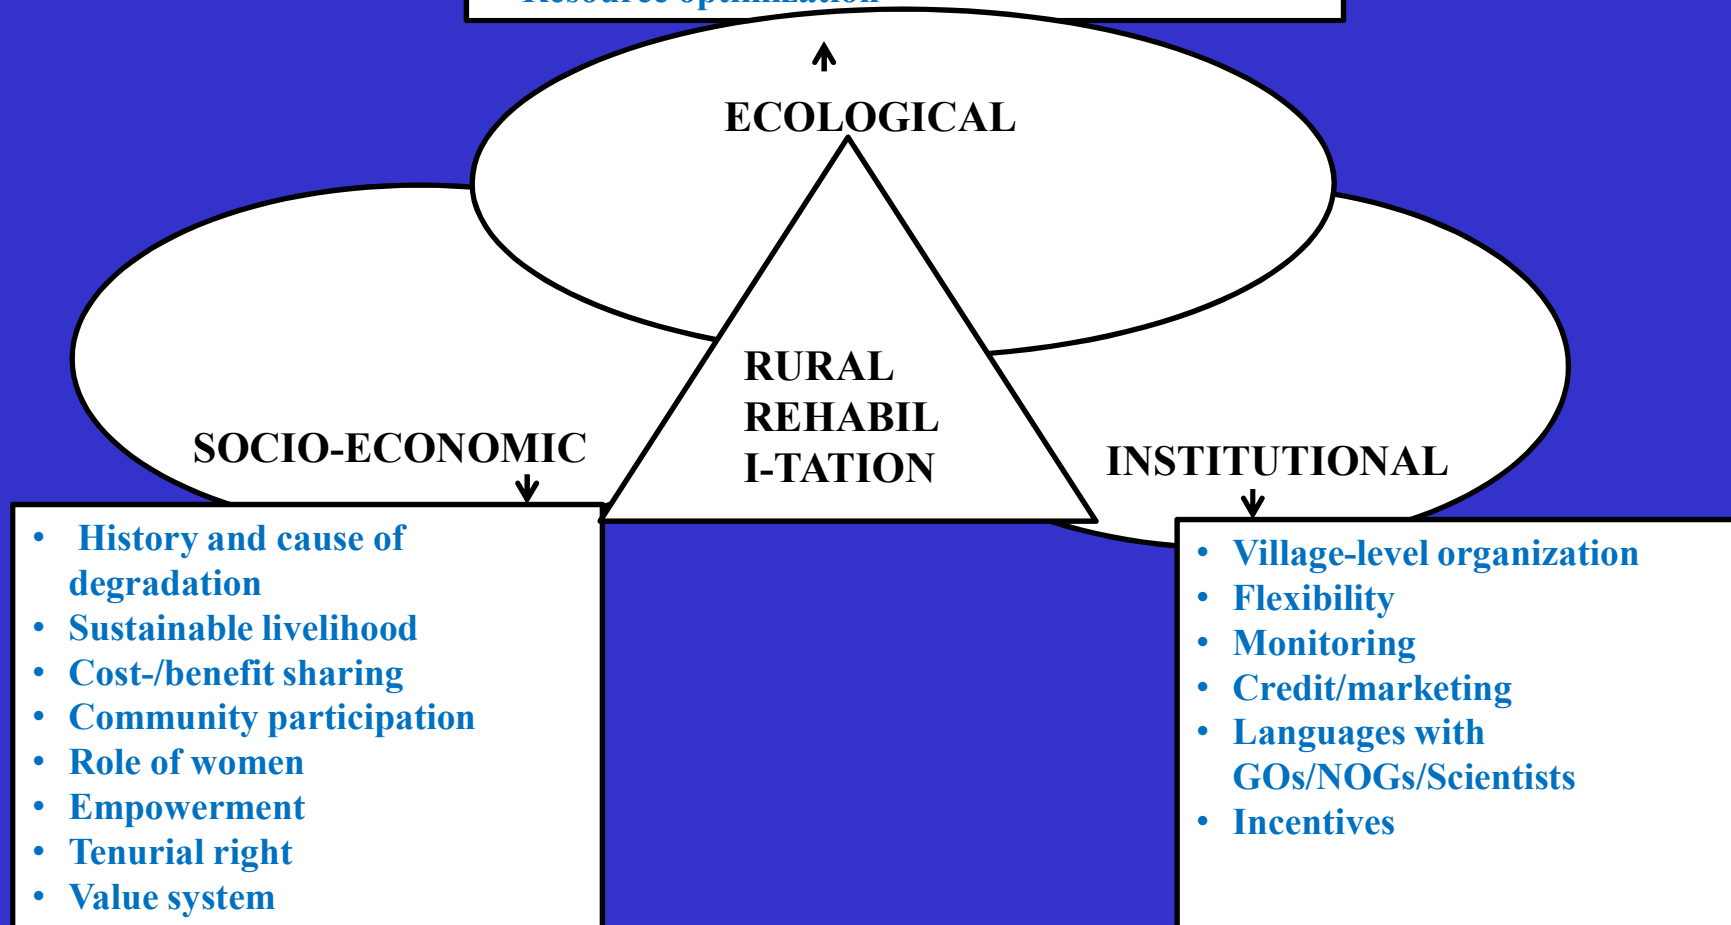 Resource optimization
ECOLOGICAL
RURAL
REHABIL
I-TATION
SOCIO-ECONOMIC
INSTITUTIONAL
• History and cause of
degradation
• Sustainable livelihood
• Cost-/benefit sharing
• Community participation
• Role of women
• Empowerment
• Tenurial right
• Value system
• Village-level organization
• Flexibility
• Monitoring
• Credit/marketing
• Languages with
GOs/NOGs/Scientists
• Incentives